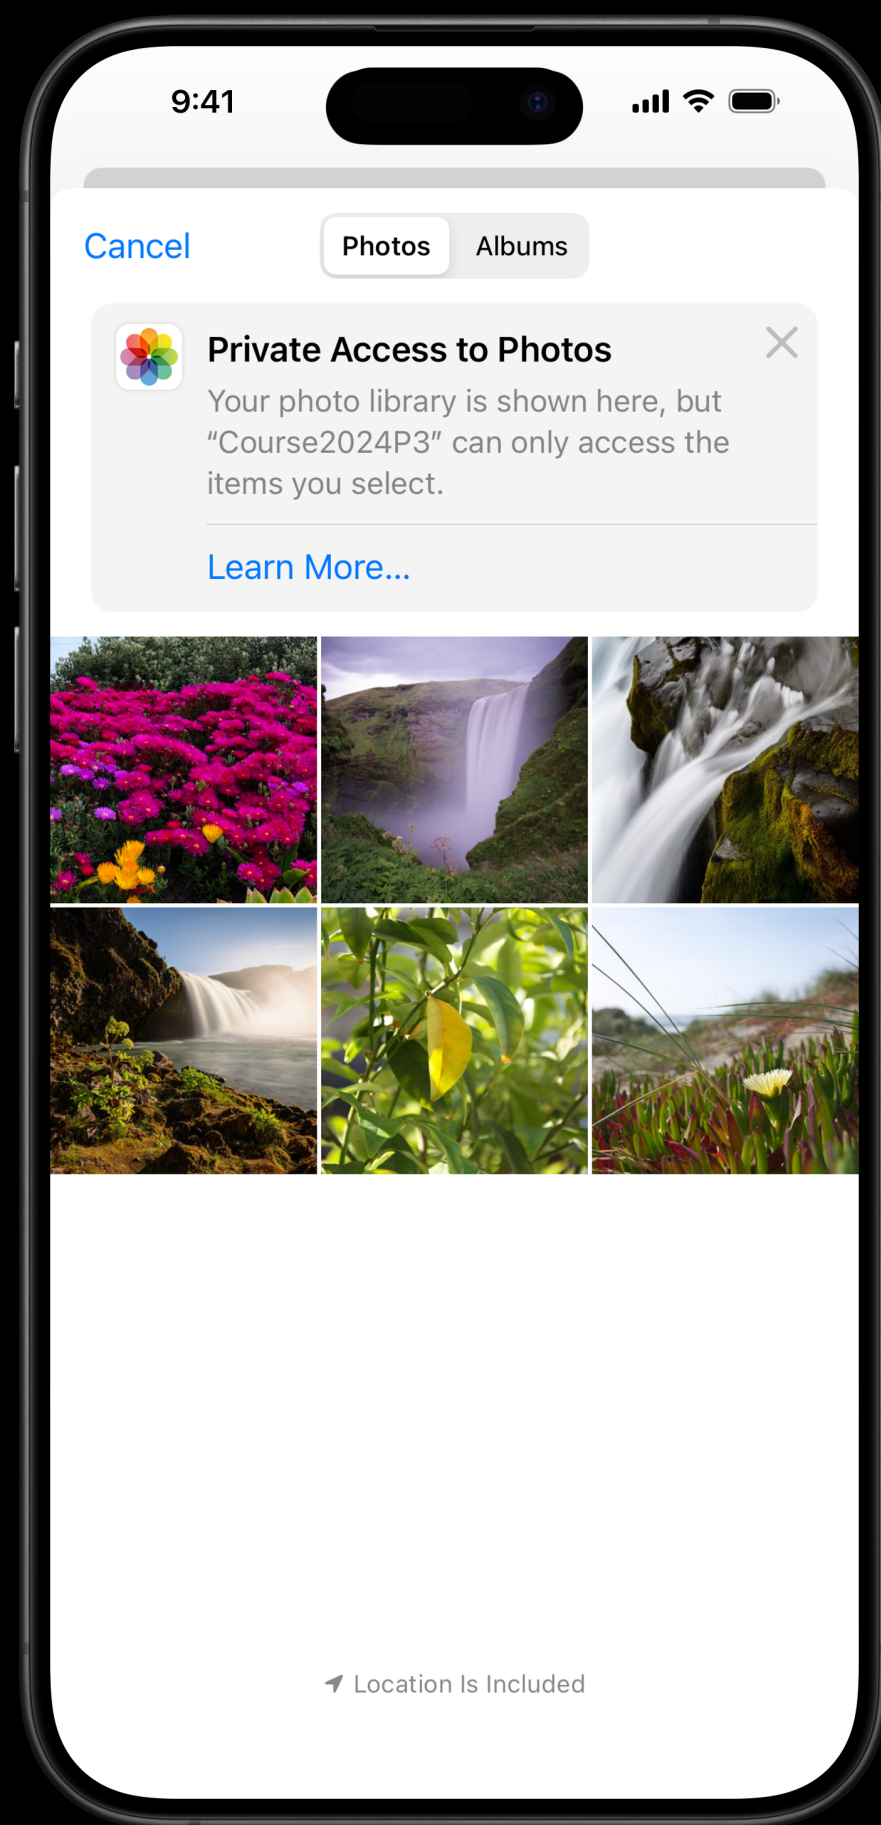 9:41
Cancel
Photos
Albums
Private Access to Photos
Your photo library is shown here, but
“Course2024P3” can only access the
items you select.
Learn More...
Location Is Included